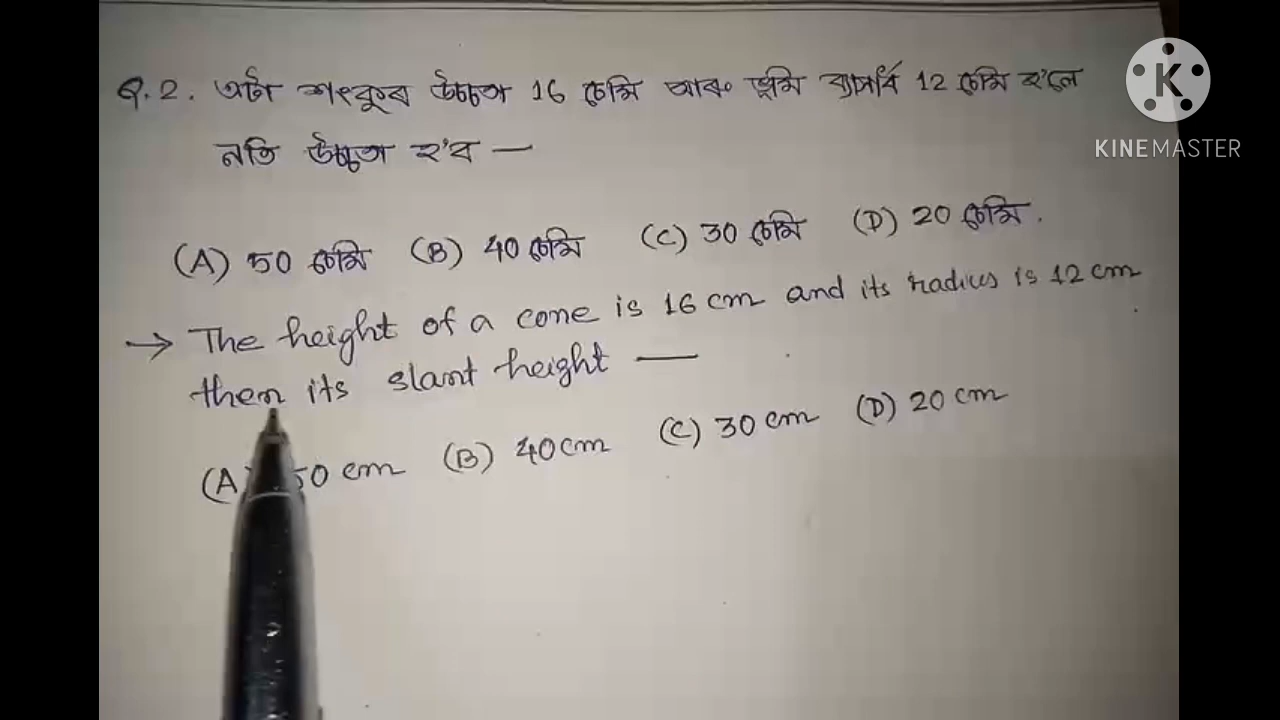 Q.2. এটা শংকুৰ উচ্চতা 16 চেমি আৰু ভূমি ব্যাসাৰ্ধ 12 চেমি হ'লে
নতি উচ্চতা হ'ব —
(A) 50 চেমি (B) 40 চেমি (C) 30 চেমি (D) 20 চেমি.
→ The height of a cone is 16 cm and its radius is 12 cm
then its slant height —
(A) 50 cm (B) 40 cm (C) 30 cm (D) 20 cm
K
KINEMASTER